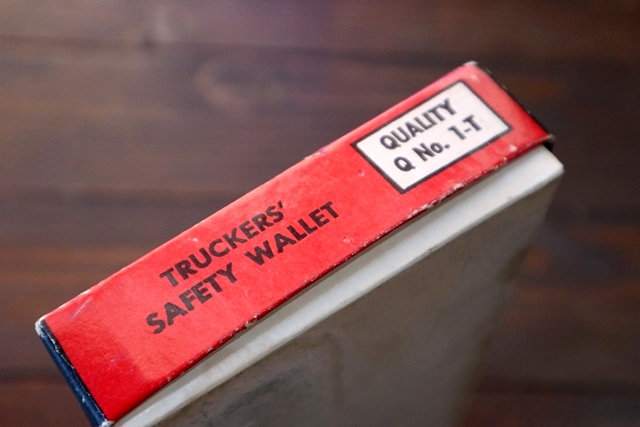 TRUCKERS'
SAFETY WALLET
QUALITY
Q No. 1-T